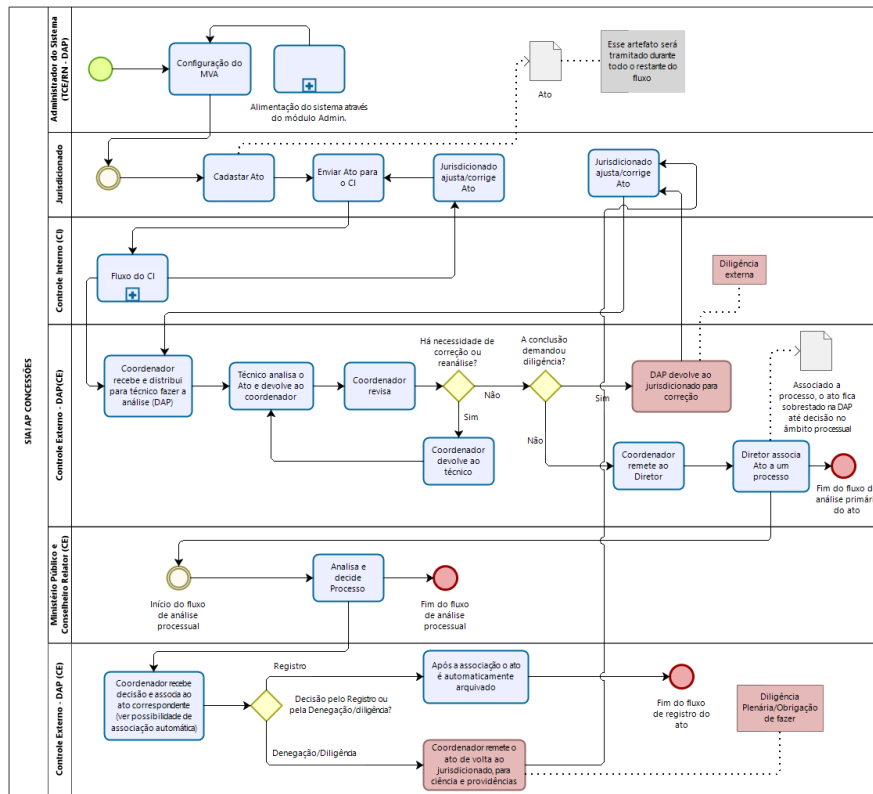 SIAI AP CONCESSÕES
Administrador do Sistema
(TCE/RN - DAP)
Configuração do
MVA
Alimentação do sistema através
do módulo Admin.
Ato
Esse artefato será
tramitado durante
todo o restante do
fluxo
Jurisdicionado
Cadastar Ato
Enviar Ato para
o CI
Jurisdicionado
ajusta/corrige
Ato
Jurisdicionado
ajusta/corrige
Ato
Controle Interno (CI)
Fluxo do CI
Diligência
externa
Controle Externo - DAP(CE)
Coordenador
recebe e distribui
para técnico fazer a
análise (DAP)
Técnico analisa o
Ato e devolve ao
coordenador
Coordenador
revisa
Há necessidade de
correção ou
reanálise?
Não
Sim
Coordenador
devolve ao
técnico
A conclusão
demandou
diligência?
Sim
Não
DAP devolve ao
jurisdicionado para
correção
Associado a
processo, o ato fica
sobrestado na DAP
até decisão no
âmbito processual
Coordenador
remete ao
Diretor
Diretor associa
Ato a um
processo
Fim do fluxo de
análise primária
do ato
Ministério Público e
Conselheiro Relator (CE)
Início do fluxo
de análise
processual
Analisa e
decide
Processo
Fim do fluxo
de análise
processual
Controle Externo - DAP (CE)
Coordenador recebe
decisão e associa ao
ato correspondente
(ver possibilidade de
associação automática)
Registro
Decisão pelo Registro ou
pela Denegação/diligência?
Denegação/Diligênda
Após a associação o ato
é automaticamente
arquivado
Fim do fluxo
de registro do
ato
Coordenador remete o
ato de volta ao
jurisdicionado, para
ciência e providências
Diligência
Plenária/Obrigação
de fazer